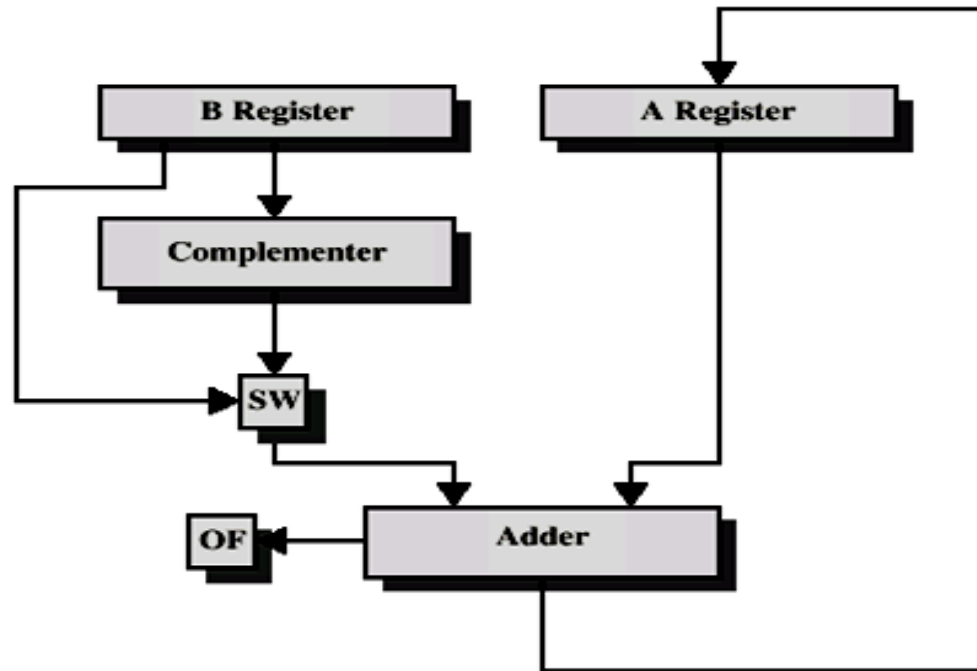 B Register
A Register
Complementer
SW
OF
Adder